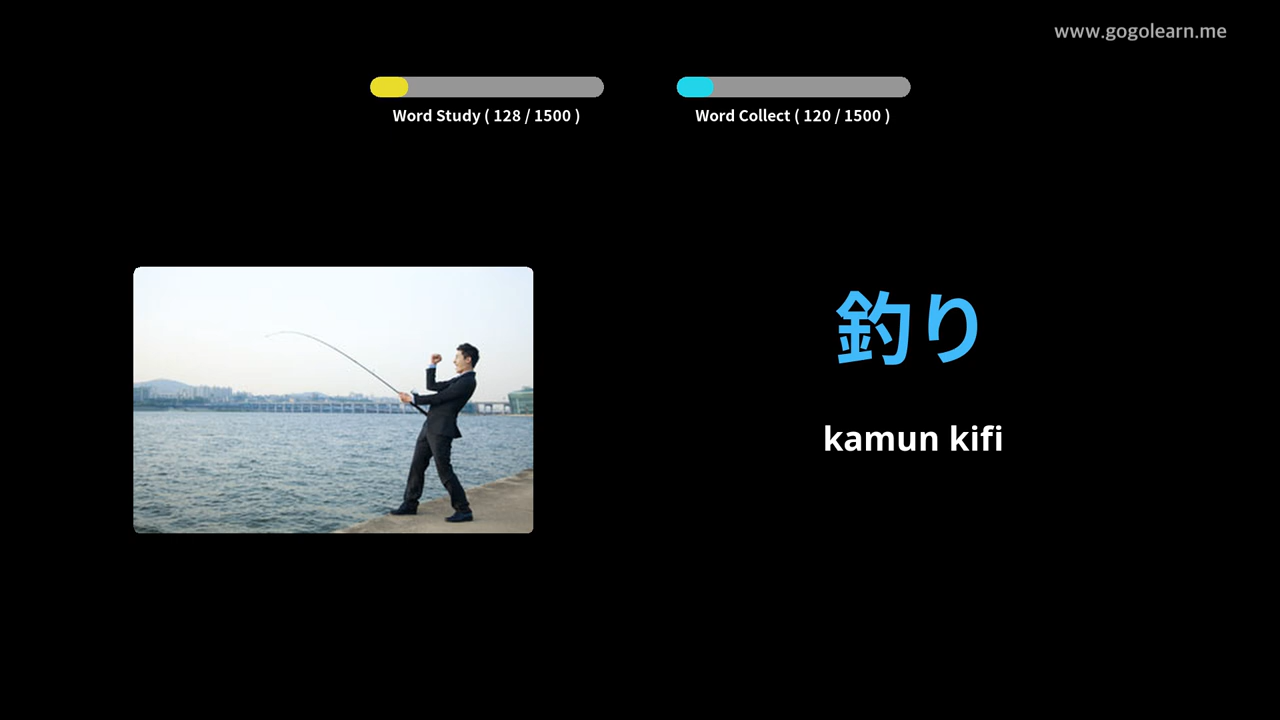 www.gogolearn.me
Word Study ( 128 / 1500 )
Word Collect ( 120 / 1500 )
釣り
kamun kifi